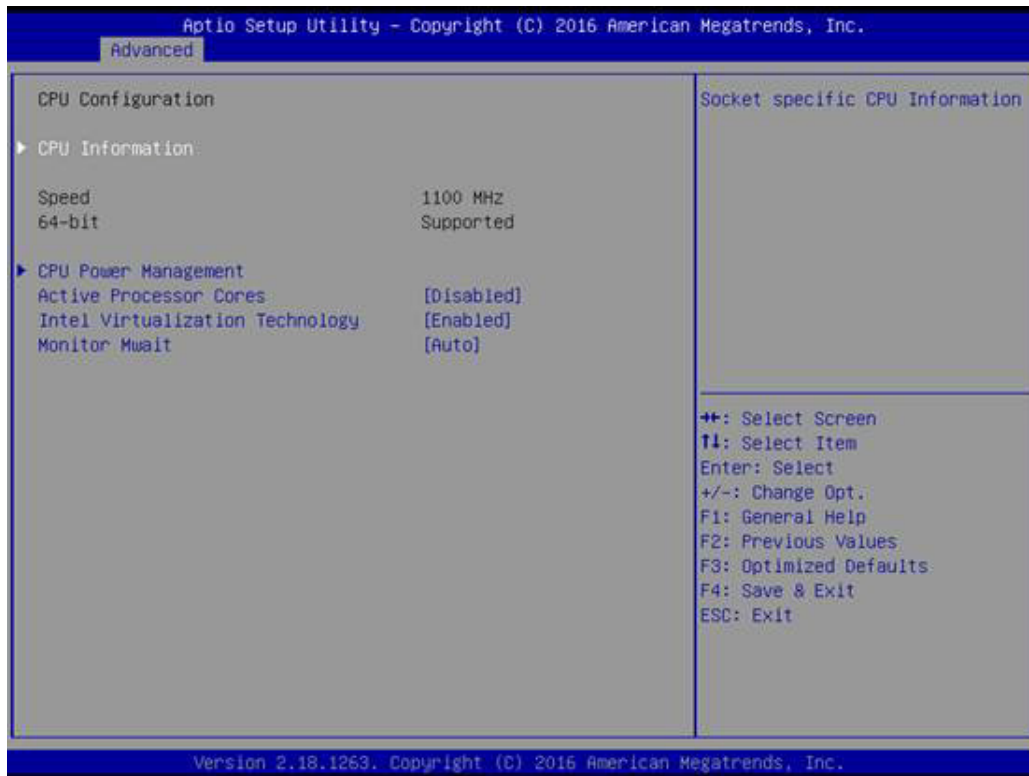 Aptio Setup Utility – Copyright (C) 2016 American Megatrends, Inc.
Advanced
CPU Configuration
CPU Information
Speed 1100 MHz
64-bit Supported
CPU Power Management
Active Processor Cores [Disabled]
Intel Virtualization Technology [Enabled]
Monitor Mwait [Auto]
Socket specific CPU Information
→←: Select Screen
↑↓: Select Item
Enter: Select
+/-: Change Opt.
F1: General Help
F2: Previous Values
F3: Optimized Defaults
F4: Save & Exit
ESC: Exit
Version 2.18.1263. Copyright (C) 2016 American Megatrends, Inc.